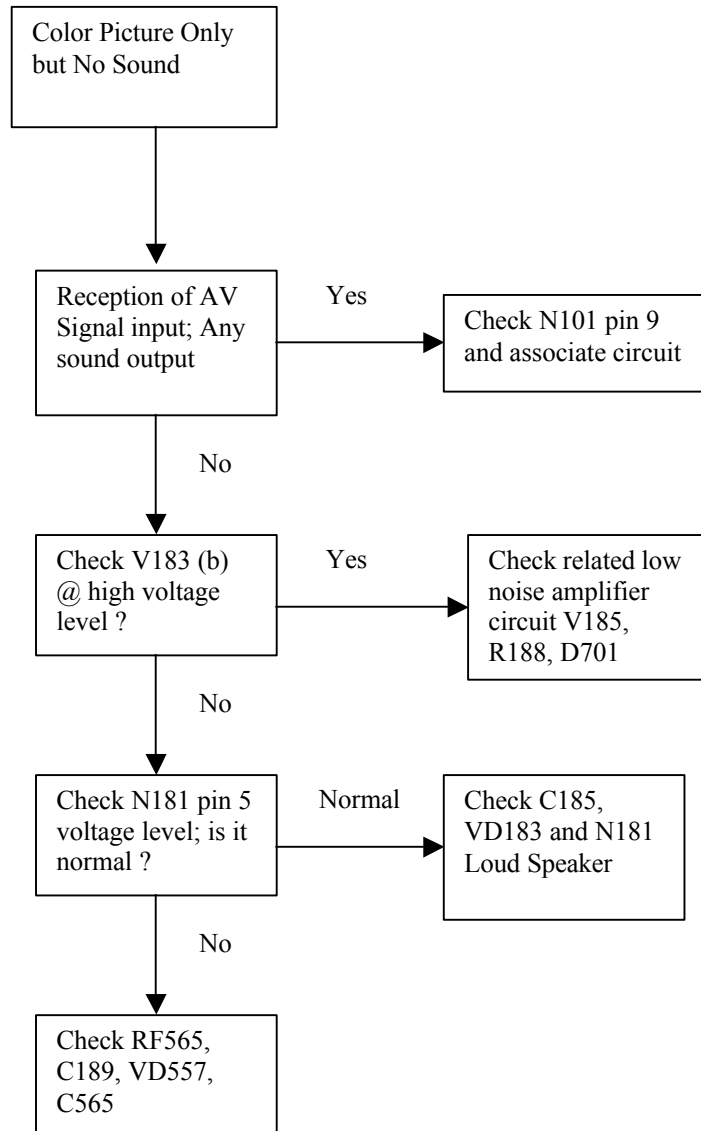 Color Picture Only
but No Sound
Reception of AV
Signal input; Any
sound output
Yes
Check N101 pin 9
and associate circuit
No
Check V183 (b)
@ high voltage
level ?
Yes
Check related low
noise amplifier
circuit V185,
R188, D701
No
Check N181 pin 5
voltage level; is it
normal ?
Normal
Check C185,
VD183 and N181
Loud Speaker
No
Check RF565,
C189, VD557,
C565